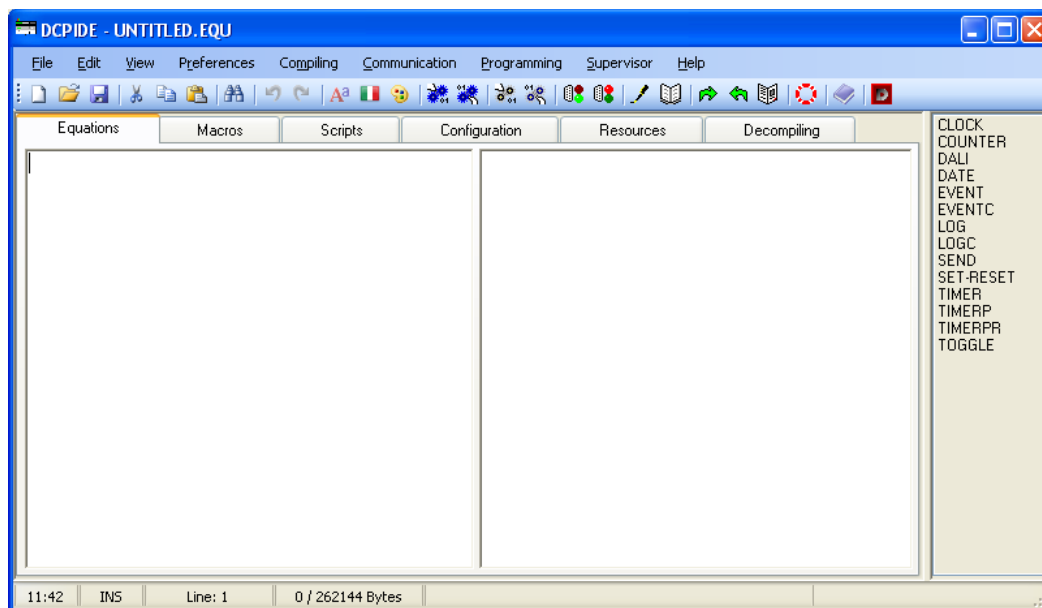 DCPIDE - UNTITLED.EQU
File Edit View Preferences Compiling Communication Programming Supervisor Help
Equations Macros Scripts Configuration Resources Decompiling
CLOCK
COUNTER
DALI
DATE
EVENT
EVENTC
LOG
LOGC
SEND
SET-RESET
TIMER
TIMERP
TIMERPR
TOGGLE
11:42 INS Line: 1 0 / 262144 Bytes